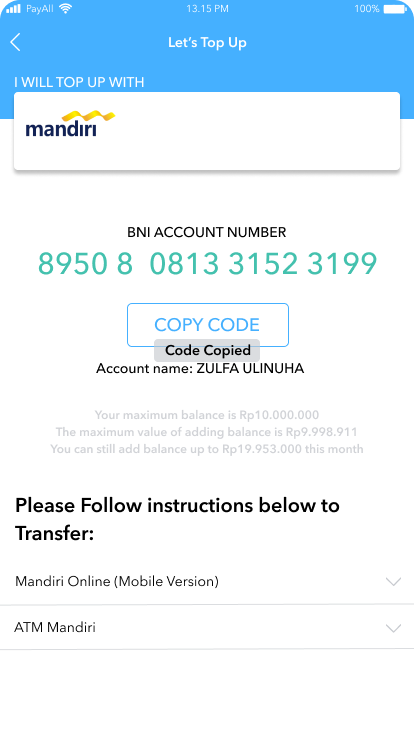 PayAll 13.15 PM 100%
Let's Top Up
I WILL TOP UP WITH
mandırı
BNI ACCOUNT NUMBER
8950 8 0813 3152 3199
COPY CODE
Code Copied
Account name: ZULFA ULINUHA
Your maximum balance is Rp10.000.000
The maximum value of adding balance is Rp9.998.911
You can still add balance up to Rp19.953.000 this month
Please Follow instructions below to
Transfer:
Mandiri Online (Mobile Version)
ATM Mandiri